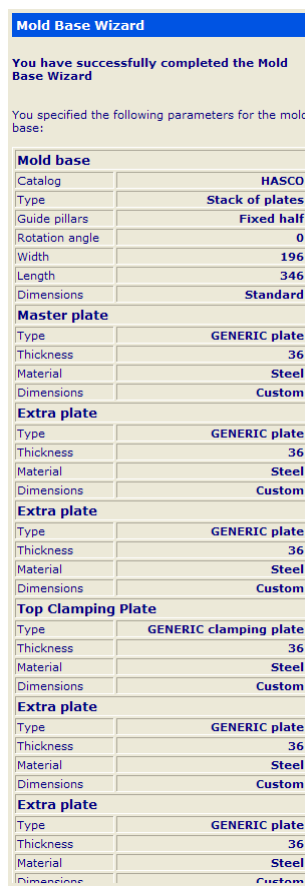 Mold Base Wizard
You have successfully completed the Mold
Base Wizard
You specified the following parameters for the mold
base:
Mold base
Catalog HASCO
Type Stack of plates
Guide pillars Fixed half
Rotation angle 0
Width 196
Length 346
Dimensions Standard
Master plate
Type GENERIC plate
Thickness 36
Material Steel
Dimensions Custom
Extra plate
Type GENERIC plate
Thickness 36
Material Steel
Dimensions Custom
Extra plate
Type GENERIC plate
Thickness 36
Material Steel
Dimensions Custom
Top Clamping Plate
Type GENERIC clamping plate
Thickness 36
Material Steel
Dimensions Custom
Extra plate
Type GENERIC plate
Thickness 36
Material Steel
Dimensions Custom
Extra plate
Type GENERIC plate
Thickness 36
Material Steel
Dimensions Custom